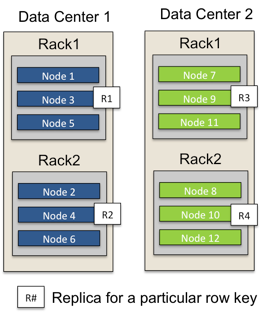 Data Center 1
Rack1
Node 1
Node 3
R1
Node 5
Rack2
Node 2
Node 4
R2
Node 6
Data Center 2
Rack1
Node 7
Node 9
R3
Node 11
Rack2
Node 8
Node 10
R4
Node 12
R# Replica for a particular row key